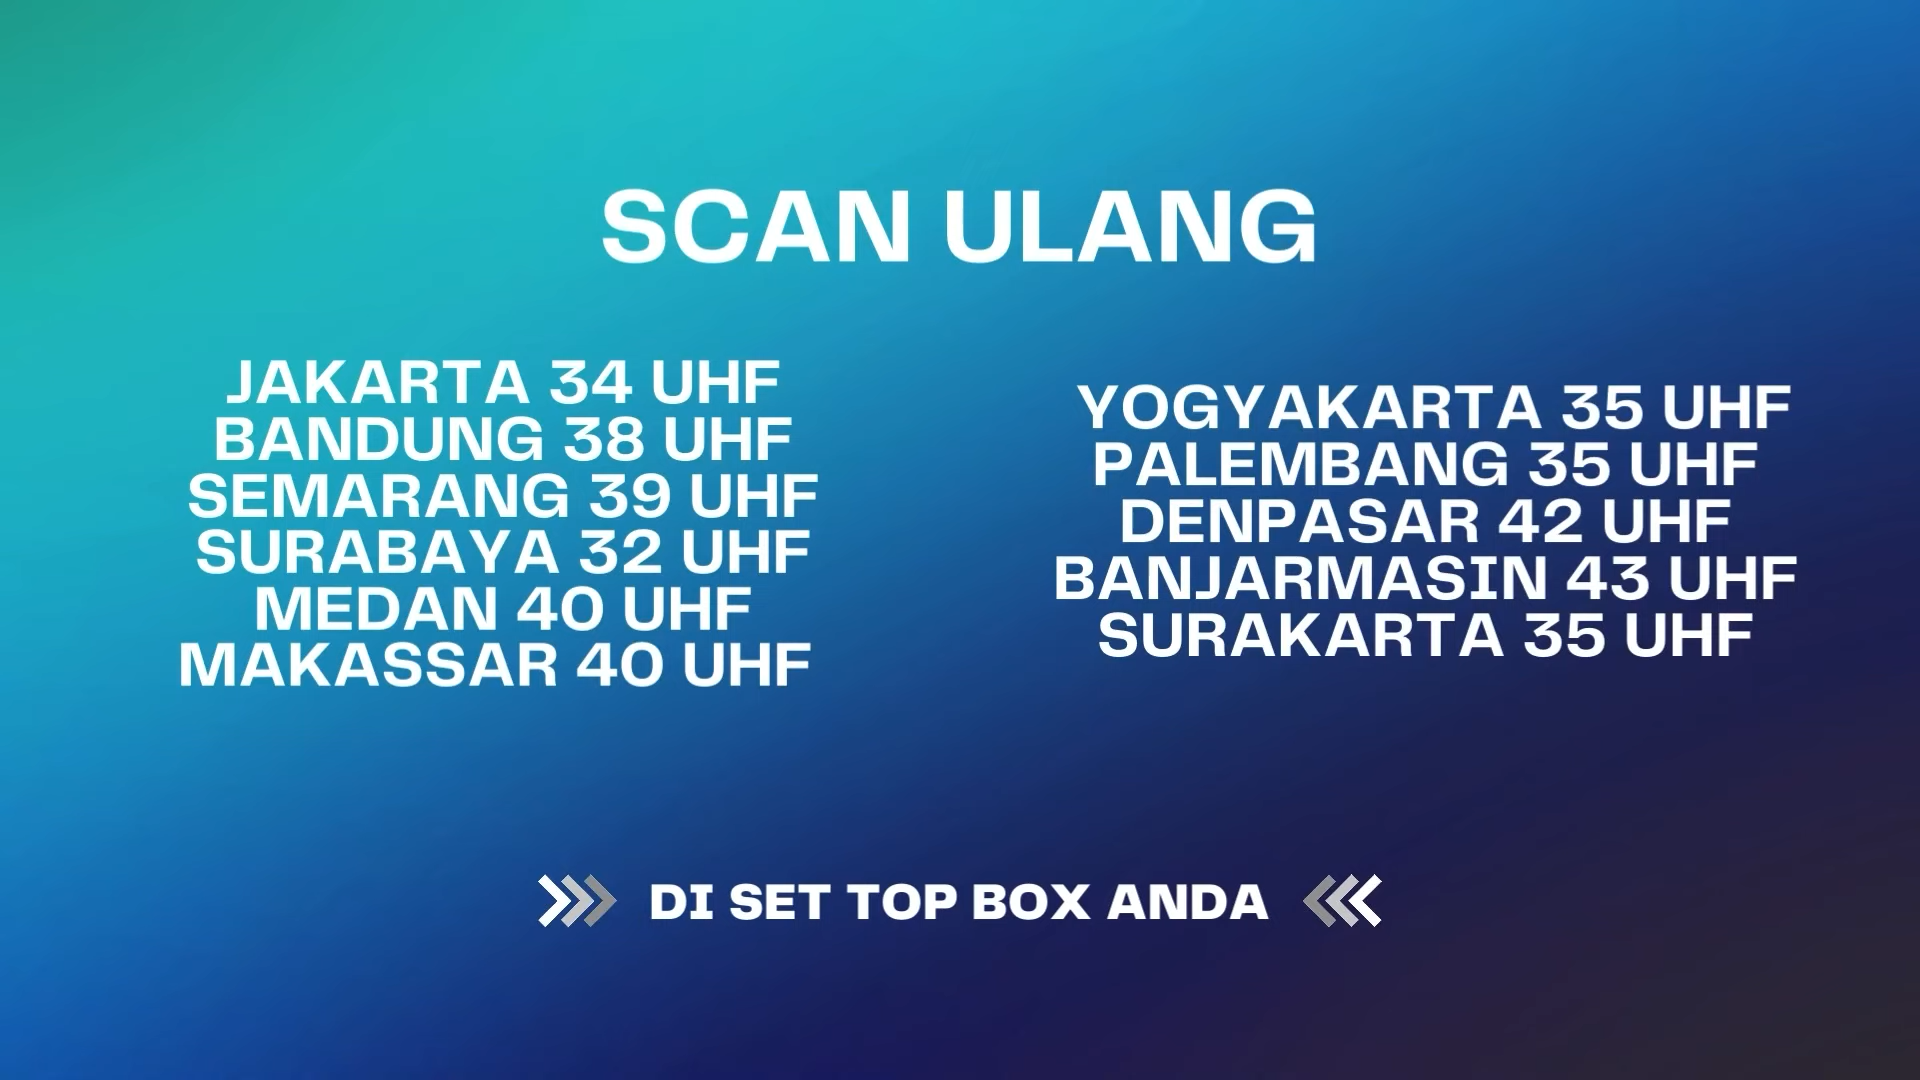 SCAN ULANG
JAKARTA 34 UHF
BANDUNG 38 UHF
SEMARANG 39 UHF
SURABAYA 32 UHF
MEDAN 40 UHF
MAKASSAR 40 UHF
YOGYAKARTA 35 UHF
PALEMBANG 35 UHF
DENPASAR 42 UHF
BANJARMASIN 43 UHF
SURAKARTA 35 UHF
DI SET TOP BOX ANDA